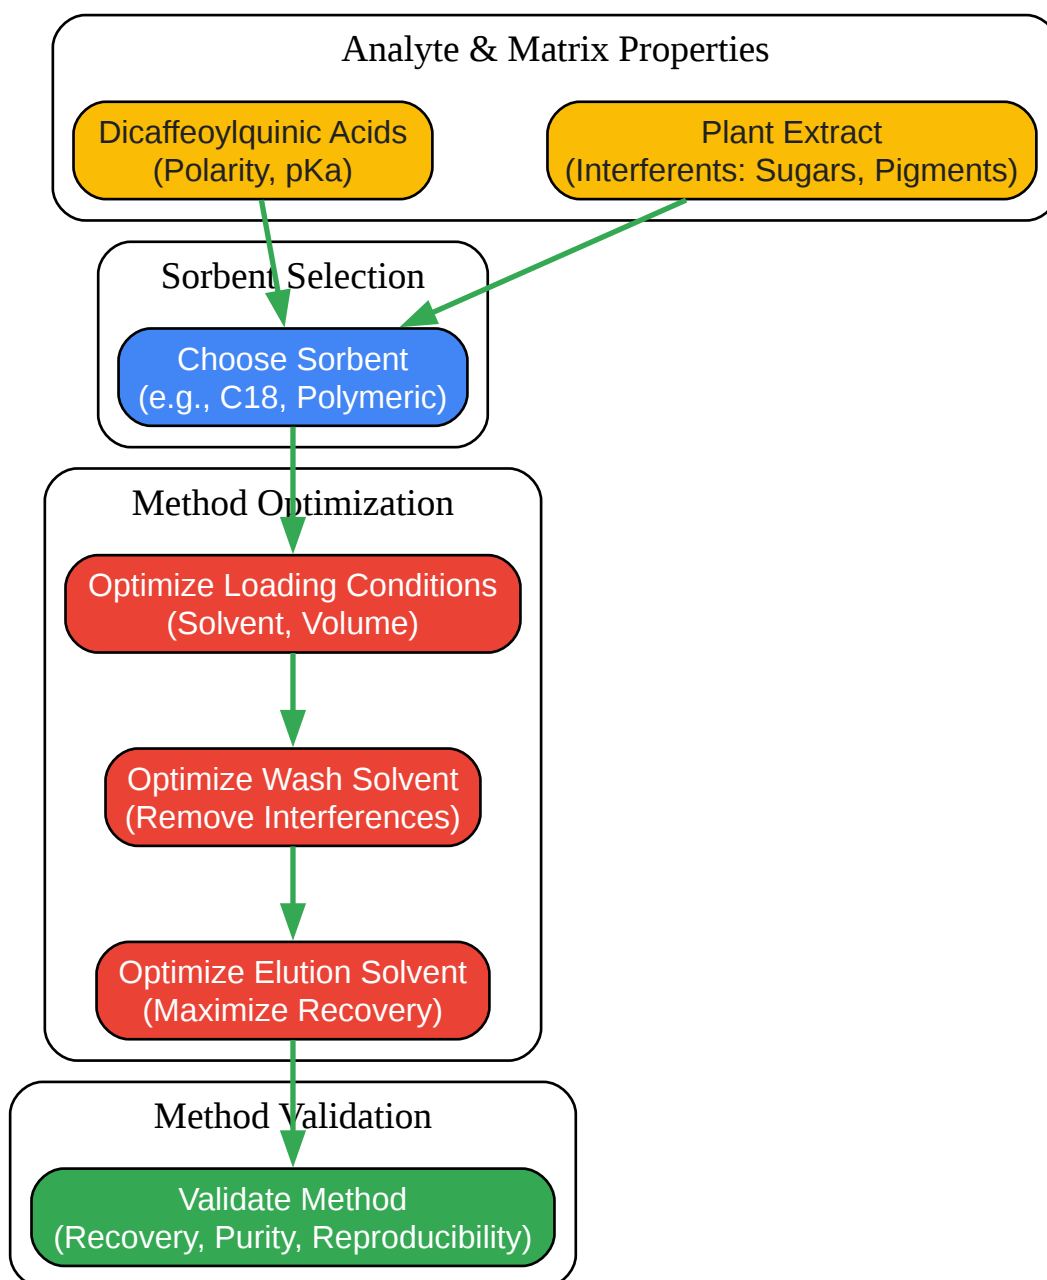 Analyte & Matrix Properties
Dicaffeoylquinic Acids
(Polarity, pKa)
Plant Extract
(Interferents: Sugars, Pigments)
Sorbent Selection
Choose Sorbent
(e.g., C18, Polymeric)
Method Optimization
Optimize Loading Conditions
(Solvent, Volume)
Optimize Wash Solvent
(Remove Interferences)
Optimize Elution Solvent
(Maximize Recovery)
Method Validation
Validate Method
(Recovery, Purity, Reproducibility)